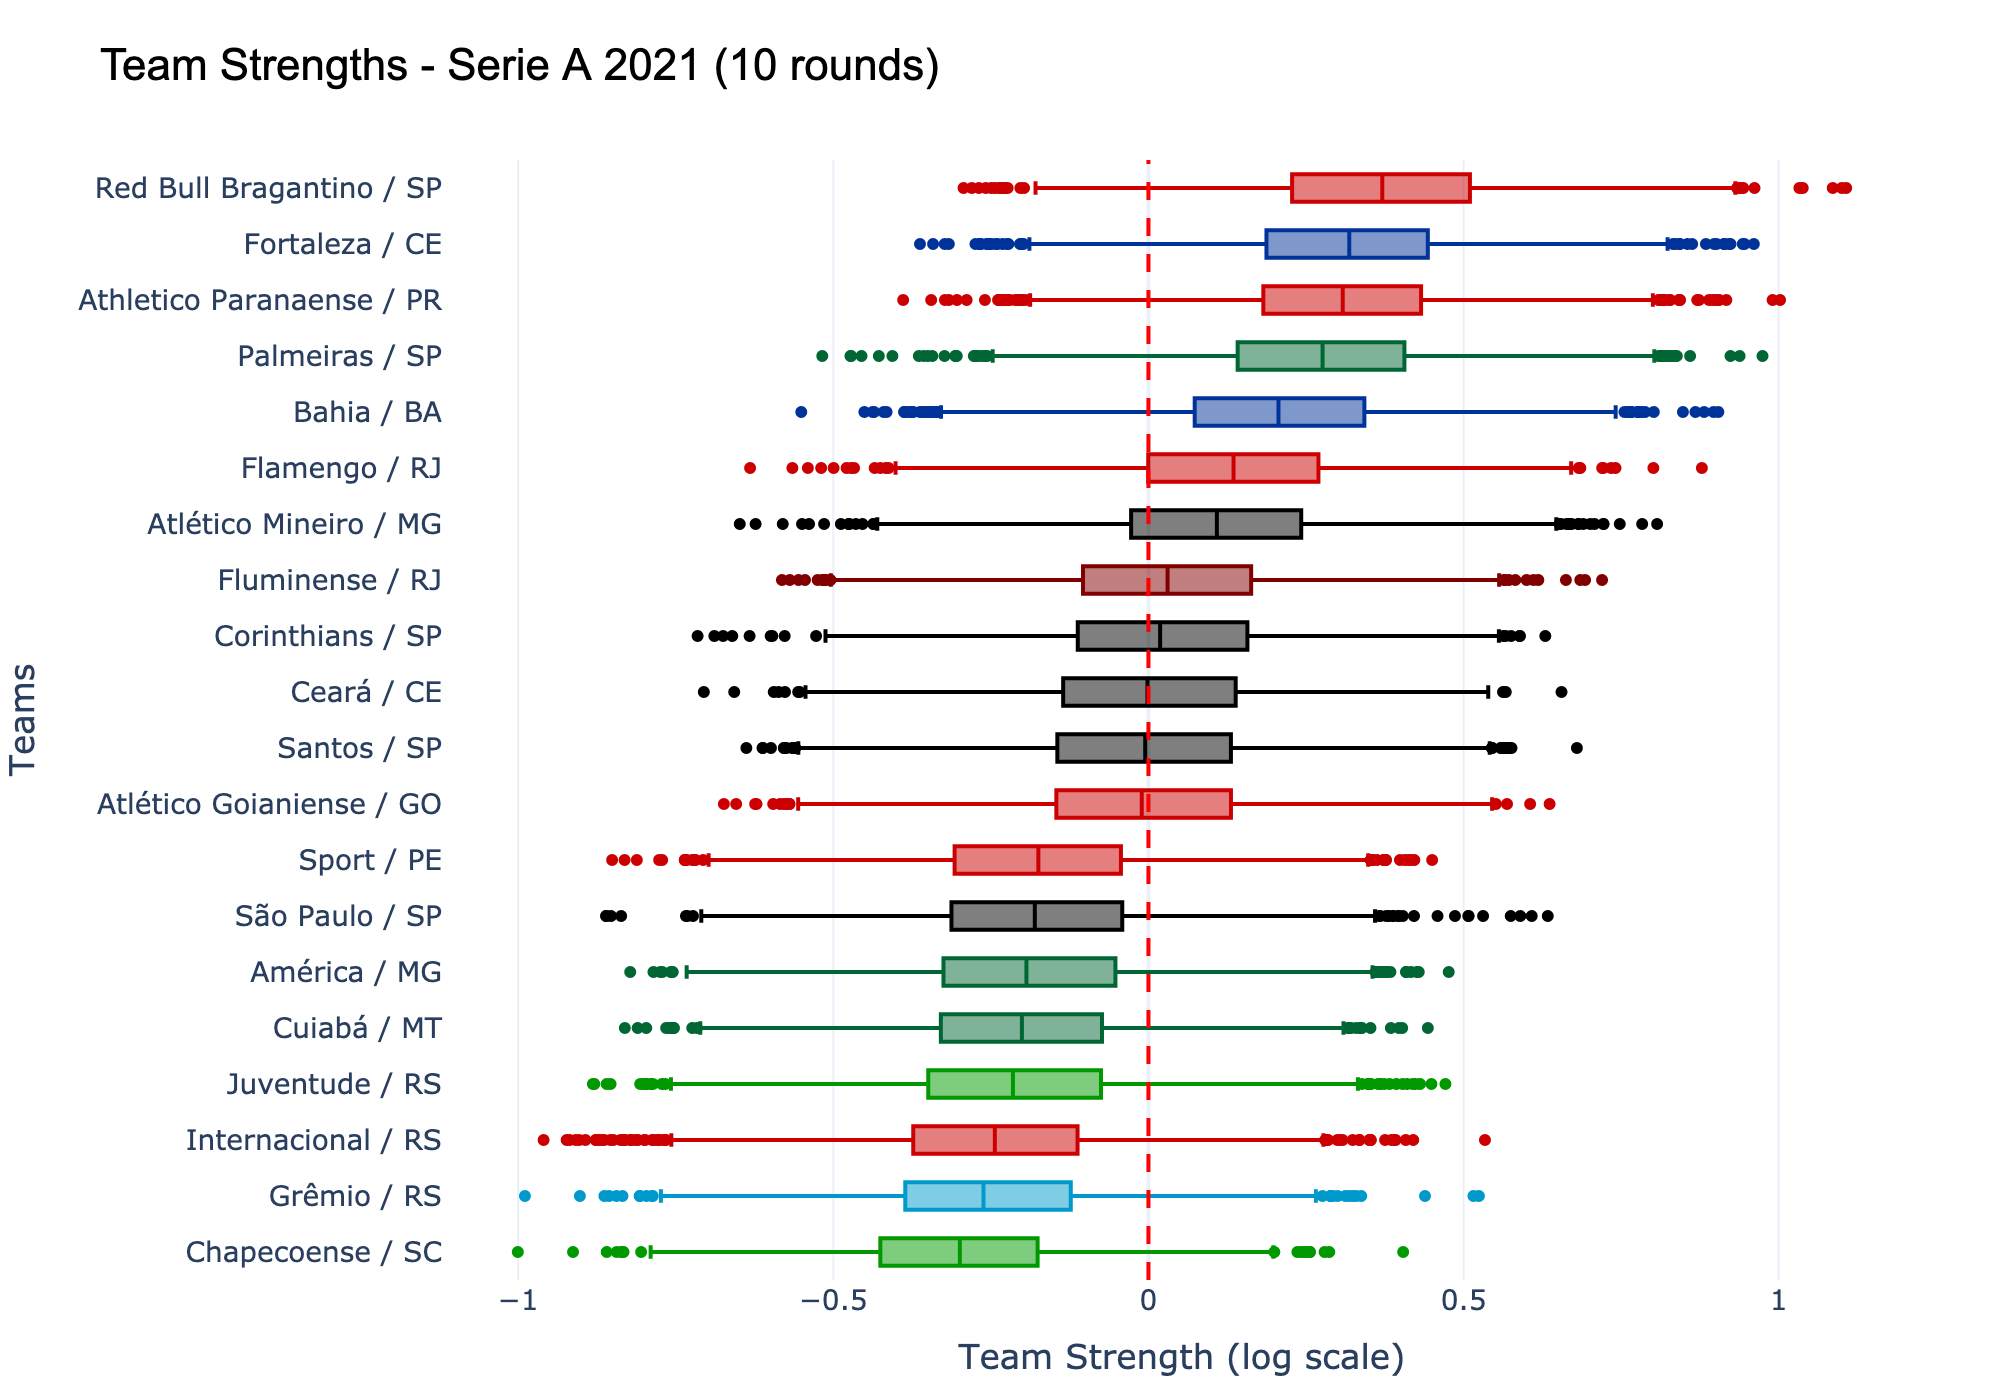 Team Strengths - Serie A 2021 (10 rounds)
Red Bull Bragantino / SP
Fortaleza / CE
Athletico Paranaense / PR
Palmeiras / SP
Bahia / BA
Flamengo / RJ
Atlético Mineiro / MG
Fluminense / RJ
Corinthians / SP
Ceará / CE
Santos / SP
Atlético Goianiense / GO
Sport / PE
São Paulo / SP
América / MG
Cuiabá / MT
Juventude / RS
Internacional / RS
Grêmio / RS
Chapecoense / SC
Teams
−1 −0.5 0 0.5 1
Team Strength (log scale)